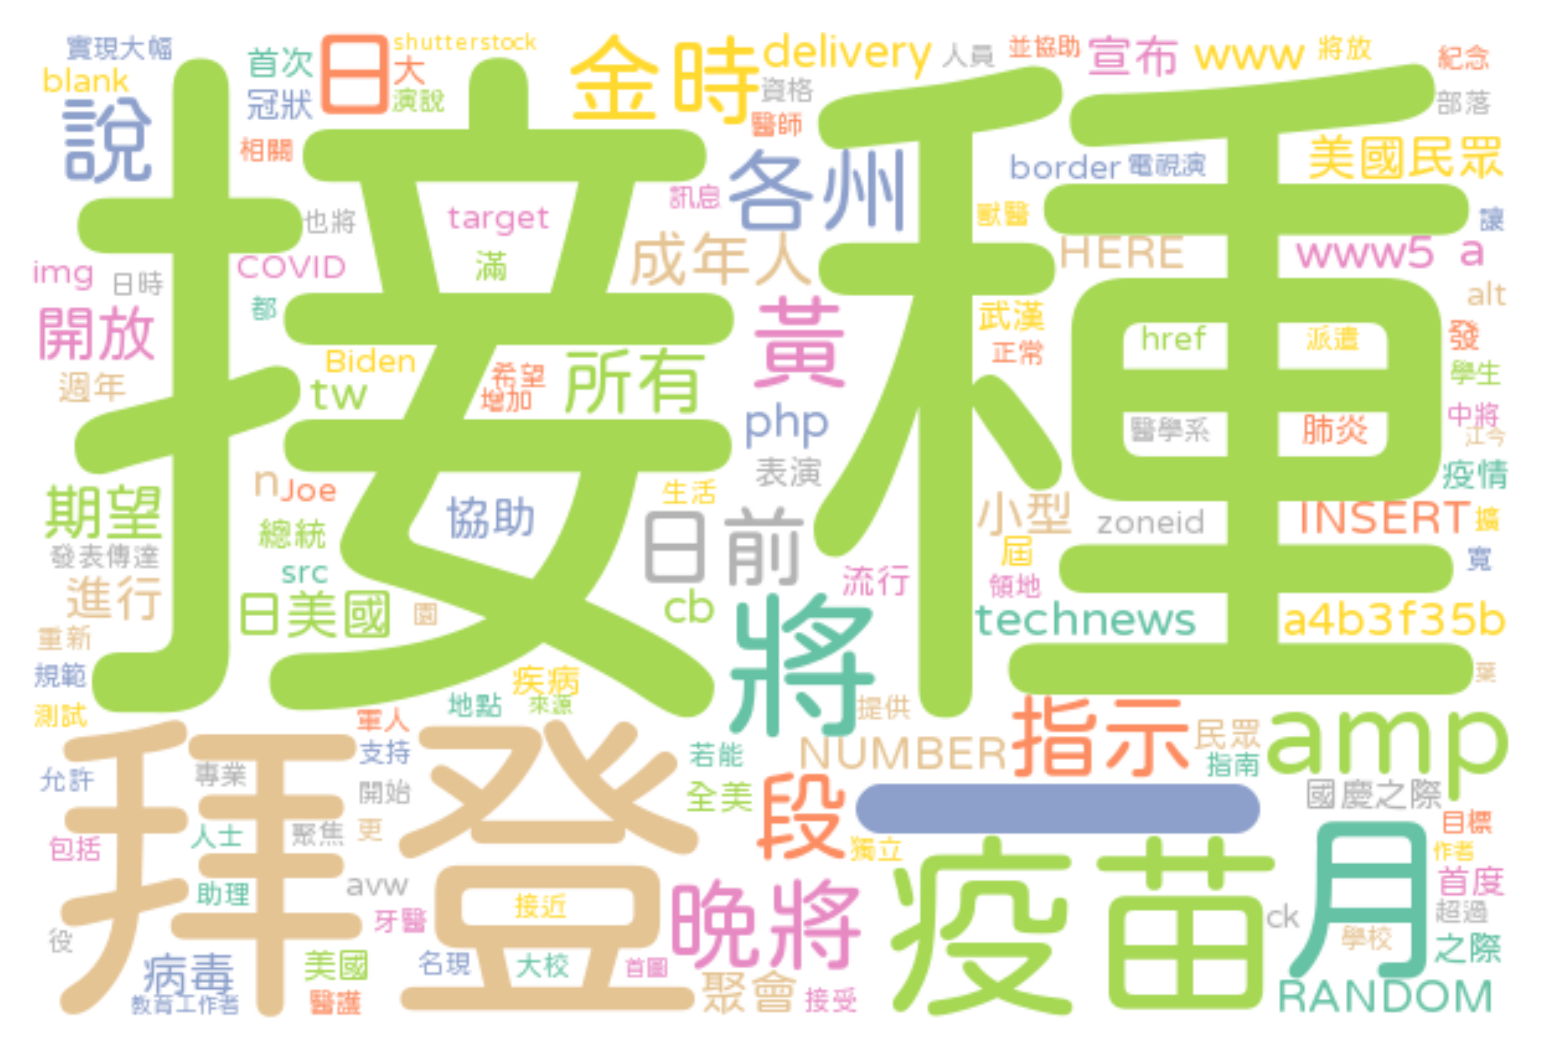 實現大幅
blank
說
首次
冠狀
日
shutterstock
大
演說
金時
delivery
人員
並協助
宣布
www
將放
紀念
資格
部落
醫師
相關
接種
各州
border
電視演
美國民眾
訊息
獸醫
讓
也將
target
成年人
HERE
www5
a
COVID
滿
img
日時
alt
都
開放
黃
武漢
正常
href
派遣
發
Biden
希望
所有
週年
tw
增加
學生
php
中將
醫學系
肺炎
江今
表演
疫情
n
Joe
生活
期望
協助
日前
小型
zoneid
INSERT
擴
總統
屆
寬
發表傳達
src
流行
領地
進行
日美國
園
cb
將
technews
a4b3f35b
重新
規範
疾病
葉
測試
地點
來源
提供
軍人
指示
amp
拜登
支持
若能
NUMBER
民眾
指南
允許
專業
開始
全美
段
一
國慶之際
人士
聚焦
更
目標
包括
獨立
疫苗
月
作者
avw
首度
助理
接近
晚將
牙醫
ck
超過
役
學校
之際
病毒
美國
名現
大校
首圖
聚會
接受
RANDOM
教育工作者
醫護